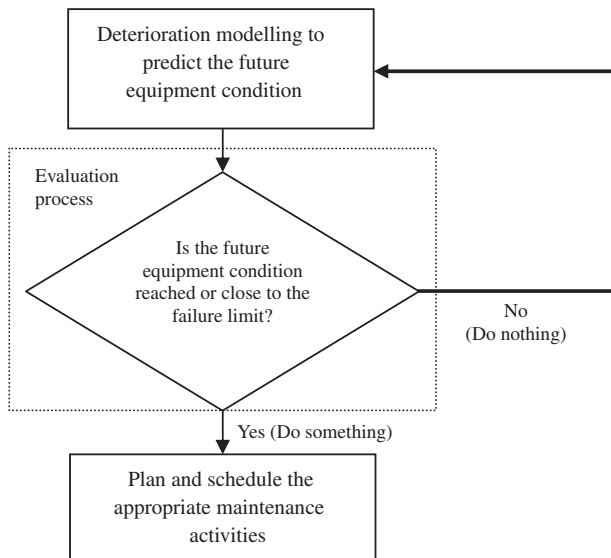 Deterioration modelling to
predict the future
equipment condition
Evaluation
process
Is the future
equipment condition
reached or close to the
failure limit?
No
(Do nothing)
Yes (Do something)
Plan and schedule the
appropriate maintenance
activities